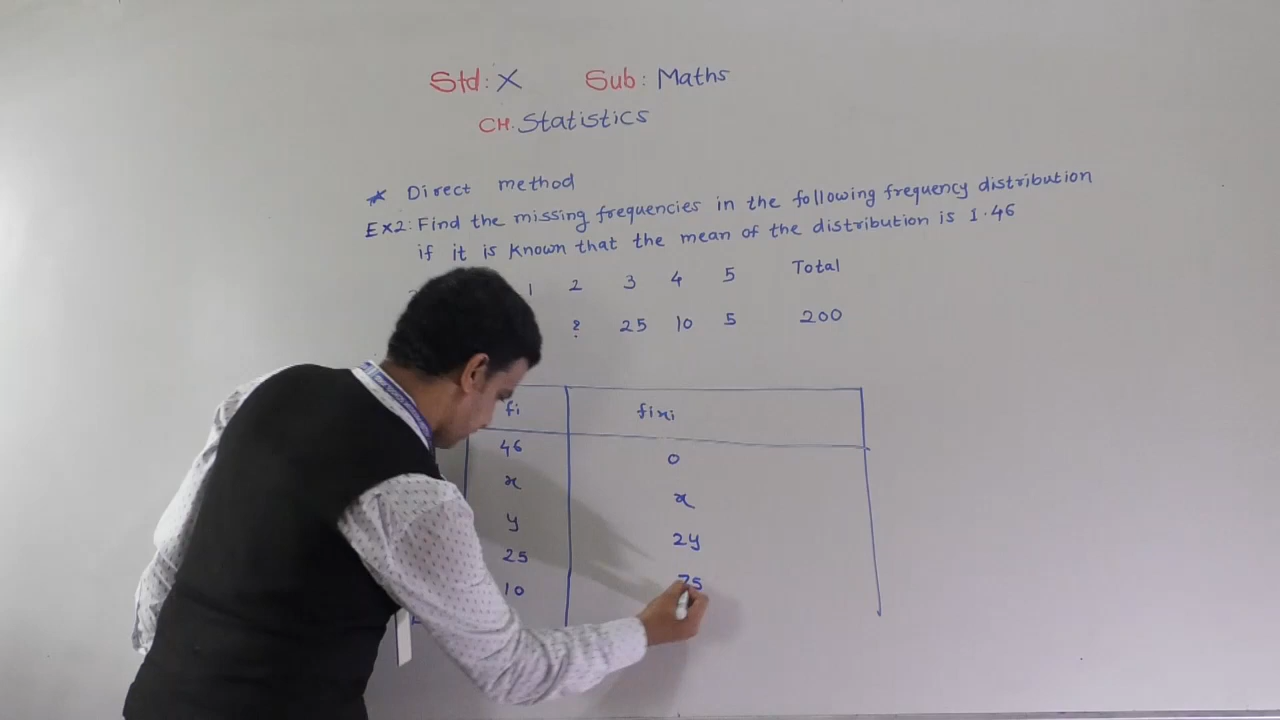 Std: X Sub: Maths
CH. Statistics
* Direct method
EX2: Find the missing frequencies in the following frequency distribution
if it is known that the mean of the distribution is 1.46
1 2 3 4 5 Total
? 25 10 5 200
fi fixi
46 0
x x
y 2y
25 75
10